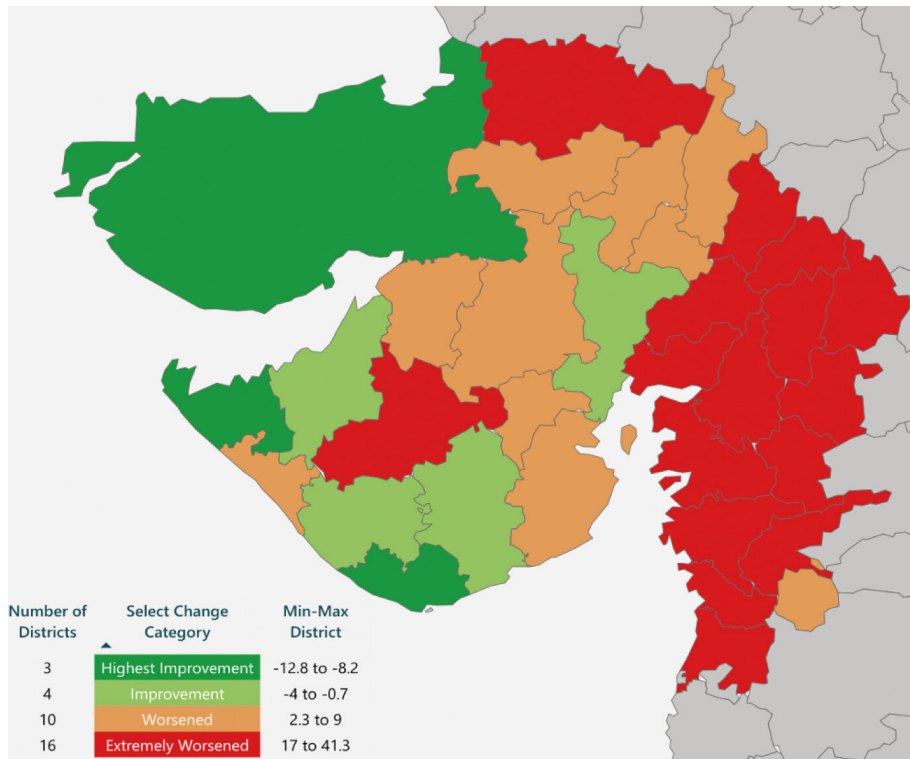 Number of Districts Select Change Category Min-Max District
3 Highest Improvement -12.8 to -8.2
4 Improvement -4 to -0.7
10 Worsened 2.3 to 9
16 Extremely Worsened 17 to 41.3